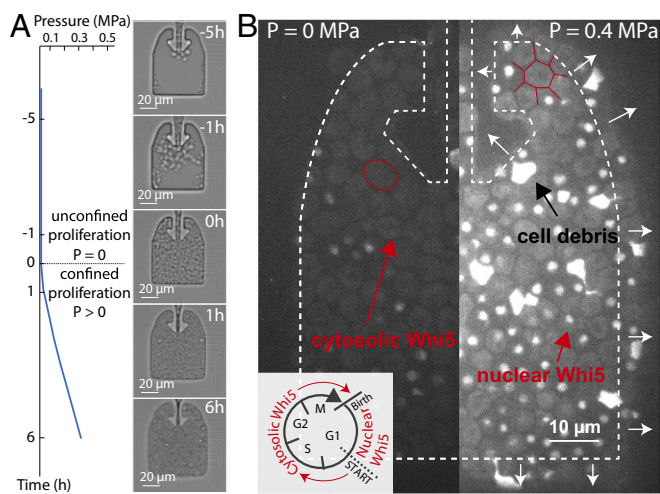 A
Pressure (MPa)
0.1 0.3 0.5
-5
-1
0
1
6
unconfined
proliferation
P = 0
confined
proliferation
P > 0
Time (h)
-5h
20 µm
-1h
20 µm
0h
20 µm
1h
20 µm
6h
20 µm
B
P = 0 MPa
P = 0.4 MPa
cell debris
cytosolic Whi5
nuclear Whi5
10 µm
Cytosolic Whi5
Nuclear Whi5
Birth
START
M
G2
S
G1